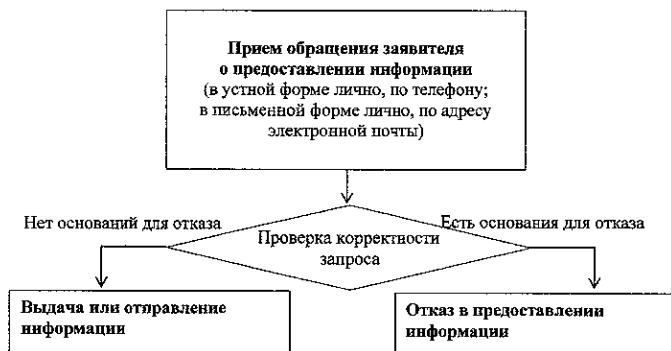 Прием обращения заявителя
о предоставлении информации
(в устной форме лично, по телефону;
в письменной форме лично, по адресу
электронной почты)
Нет оснований для отказа
Есть основания для отказа
Проверка корректности
запроса
Выдача или отправление
информации
Отказ в предоставлении
информации